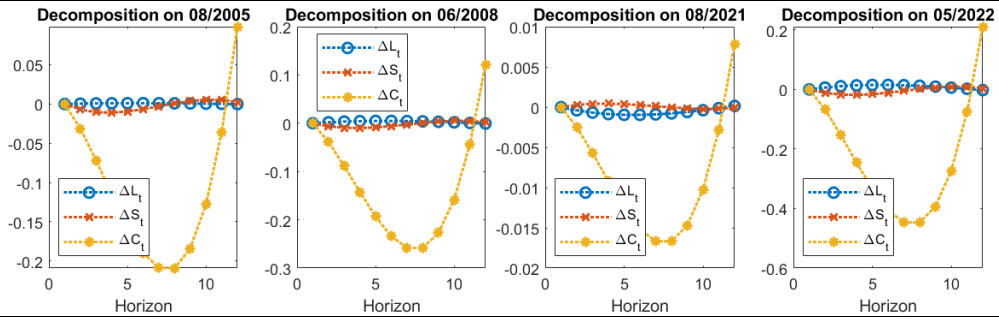 Decomposition on 08/2005
0.05
0
-0.05
-0.1
-0.15
-0.2
0
5
10
Horizon
ΔL_t
ΔS_t
ΔC_t
Decomposition on 06/2008
0.2
0.1
0
-0.1
-0.2
-0.3
0
5
10
Horizon
ΔL_t
ΔS_t
ΔC_t
Decomposition on 08/2021
0.01
0.005
0
-0.005
-0.01
-0.015
-0.02
0
5
10
Horizon
ΔL_t
ΔS_t
ΔC_t
Decomposition on 05/2022
0.2
0
-0.2
-0.4
-0.6
0
5
10
Horizon
ΔL_t
ΔS_t
ΔC_t